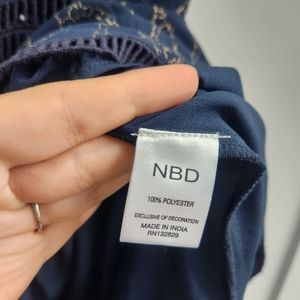 NBD
100% POLYESTER
EXCLUSIVE OF DECORATION
MADE IN INDIA
RN132829